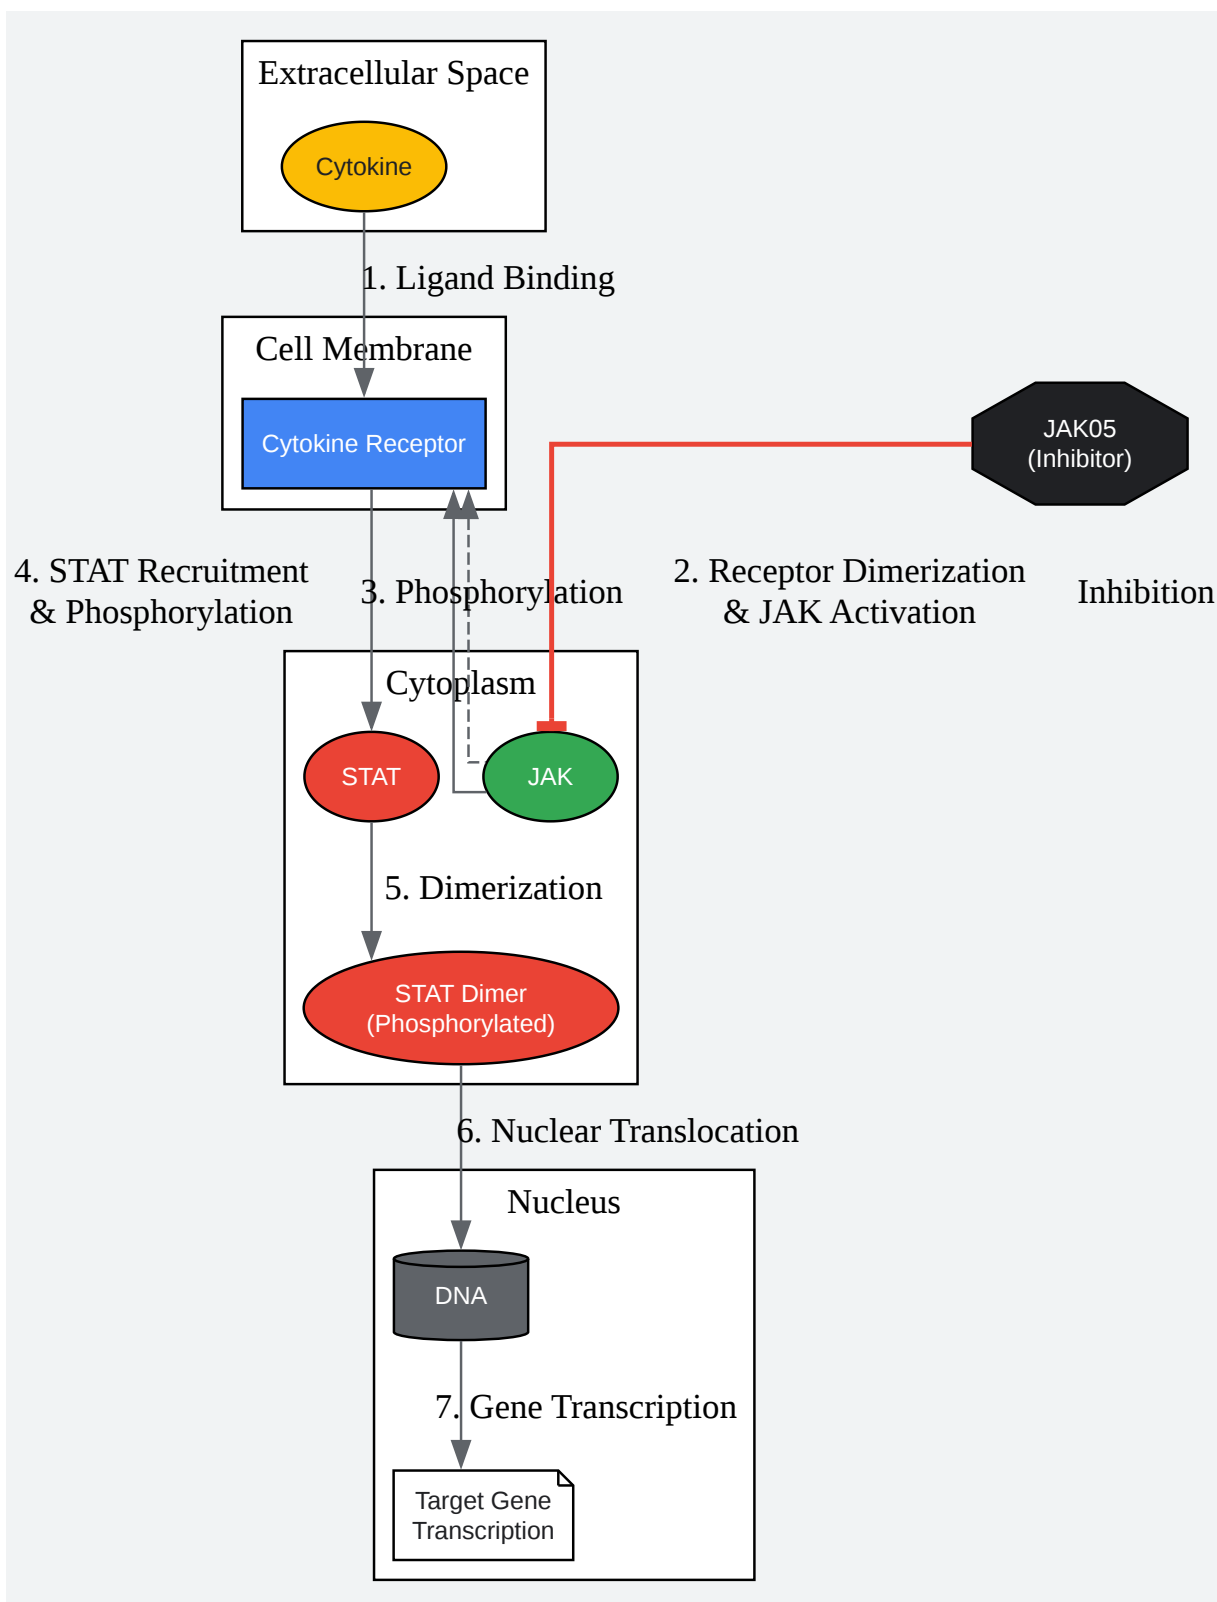 Extracellular Space
Cytokine
1. Ligand Binding
Cell Membrane
Cytokine Receptor
JAK05
(Inhibitor)
4. STAT Recruitment
& Phosphorylation
3. Phosphorylation
2. Receptor Dimerization
& JAK Activation
Inhibition
Cytoplasm
STAT
JAK
5. Dimerization
STAT Dimer
(Phosphorylated)
6. Nuclear Translocation
Nucleus
DNA
7. Gene Transcription
Target Gene
Transcription